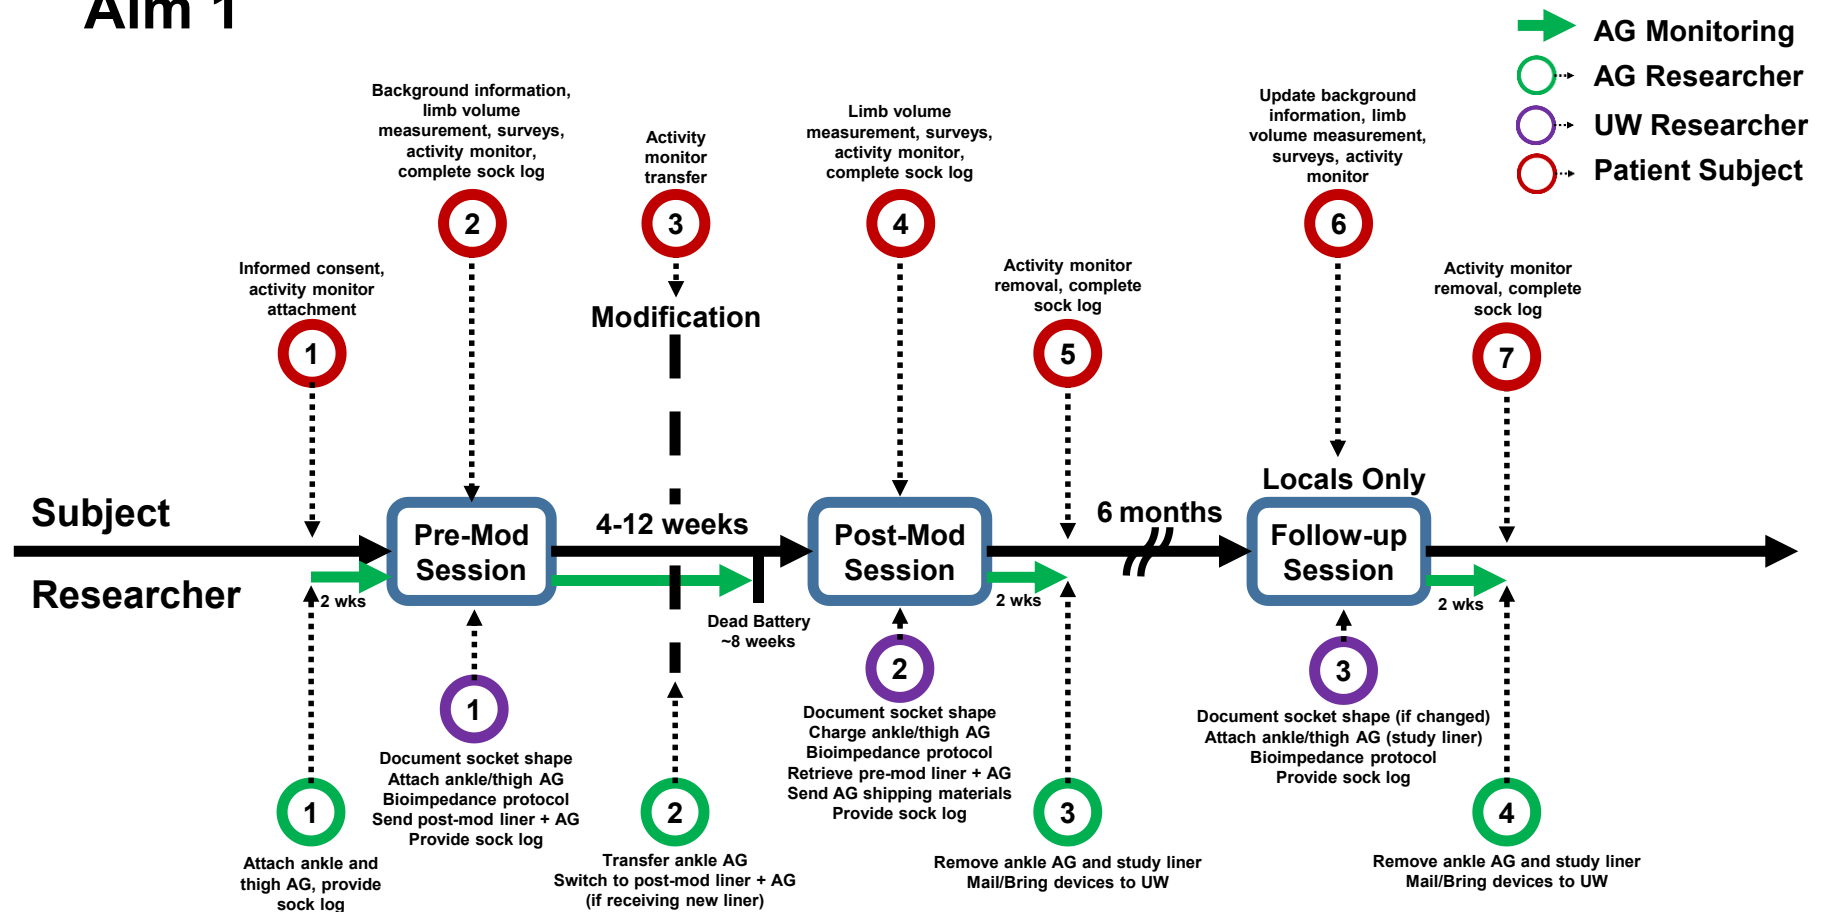 Aim 1
AG Monitoring
AG Researcher
UW Researcher
Patient Subject
Background information,
limb volume
measurement, surveys,
activity monitor,
complete sock log
2
Activity
monitor
transfer
3
Limb volume
measurement, surveys,
activity monitor,
complete sock log
4
Update background
information, limb
volume measurement,
surveys, activity
monitor
6
Informed consent,
activity monitor
attachment
1
Modification
Activity monitor
removal, complete
sock log
5
Activity monitor
removal, complete
sock log
7
Locals Only
Subject
Researcher
Pre-Mod
Session
4-12 weeks
Post-Mod
Session
6 months
Follow-up
Session
2 wks
Dead Battery
~8 weeks
2 wks
2 wks
1
Document socket shape
Attach ankle/thigh AG
Bioimpedance protocol
Send post-mod liner + AG
Provide sock log
2
Document socket shape
Charge ankle/thigh AG
Bioimpedance protocol
Retrieve pre-mod liner + AG
Send AG shipping materials
Provide sock log
3
Document socket shape (if changed)
Attach ankle/thigh AG (study liner)
Bioimpedance protocol
Provide sock log
1
Attach ankle and
thigh AG, provide
sock log
2
Transfer ankle AG
Switch to post-mod liner + AG
(if receiving new liner)
3
Remove ankle AG and study liner
Mail/Bring devices to UW
4
Remove ankle AG and study liner
Mail/Bring devices to UW